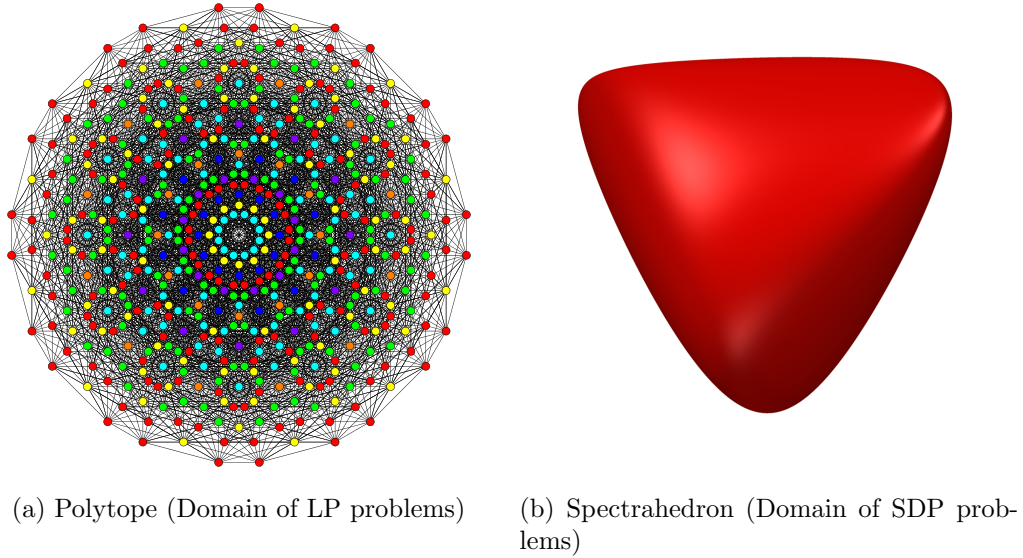 (a) Polytope (Domain of LP problems)
(b) Spectrahedron (Domain of SDP prob-
lems)